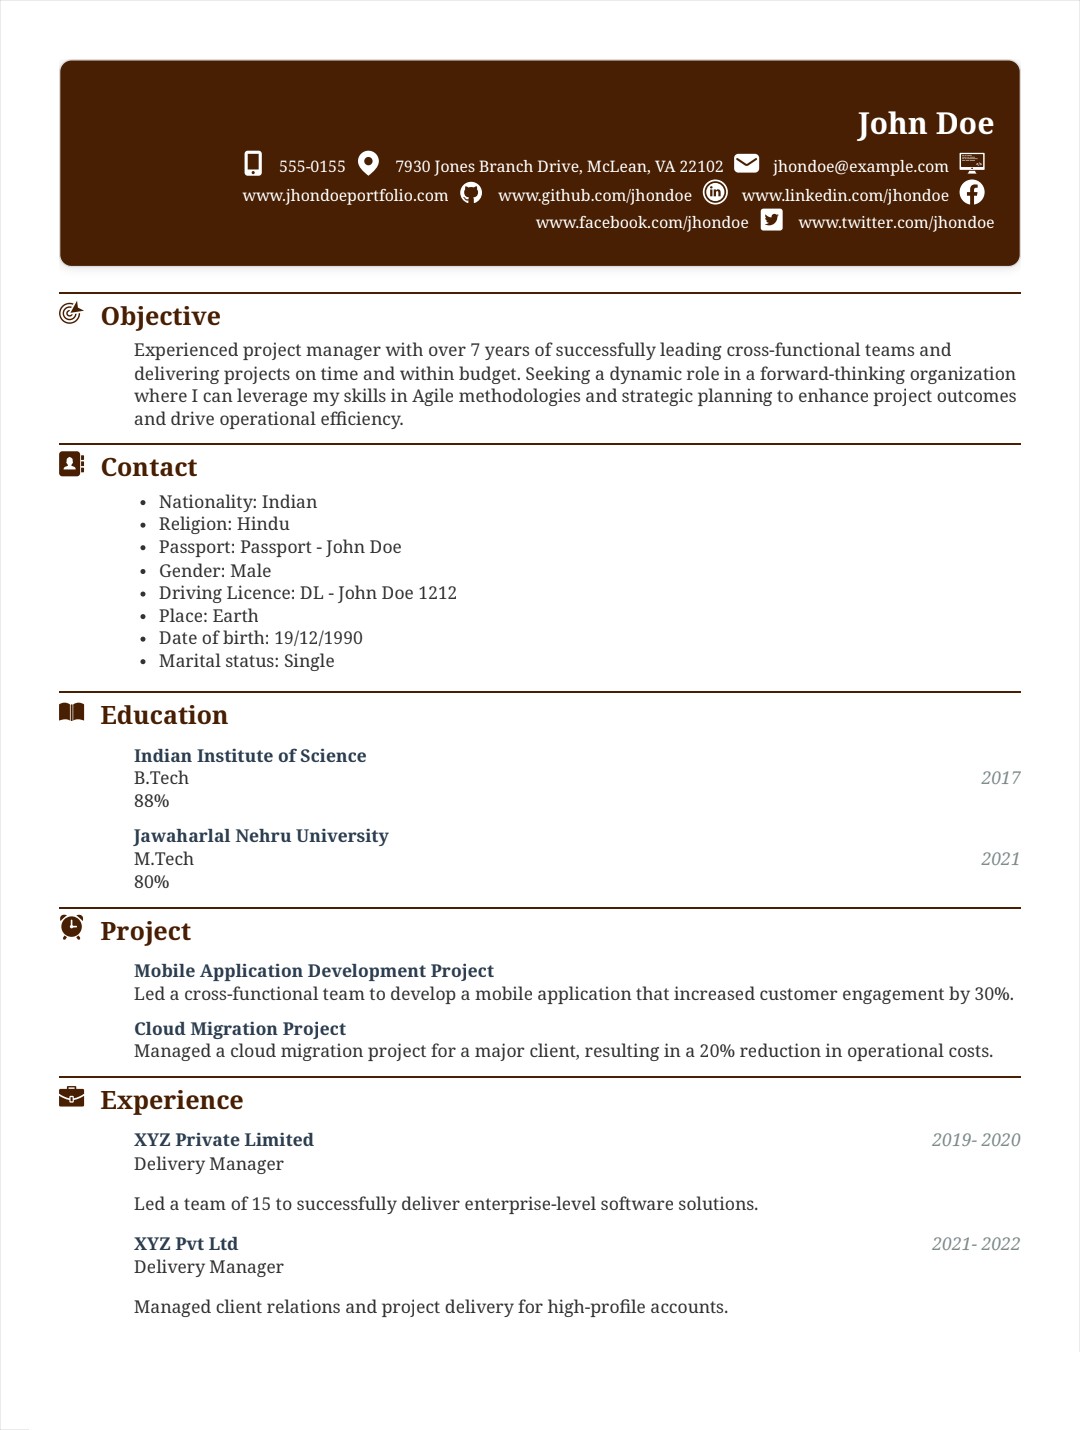 John Doe
555-0155 7930 Jones Branch Drive, McLean, VA 22102 jhondoe@example.com
www.jhondoeportfolio.com www.github.com/jhondoe www.linkedin.com/jhondoe
www.facebook.com/jhondoe www.twitter.com/jhondoe
Objective
Experienced project manager with over 7 years of successfully leading cross-functional teams and
delivering projects on time and within budget. Seeking a dynamic role in a forward-thinking organization
where I can leverage my skills in Agile methodologies and strategic planning to enhance project outcomes
and drive operational efficiency.
Contact
• Nationality: Indian
• Religion: Hindu
• Passport: Passport - John Doe
• Gender: Male
• Driving Licence: DL - John Doe 1212
• Place: Earth
• Date of birth: 19/12/1990
• Marital status: Single
Education
Indian Institute of Science
B.Tech 2017
88%
Jawaharlal Nehru University
M.Tech 2021
80%
Project
Mobile Application Development Project
Led a cross-functional team to develop a mobile application that increased customer engagement by 30%.
Cloud Migration Project
Managed a cloud migration project for a major client, resulting in a 20% reduction in operational costs.
Experience
XYZ Private Limited 2019- 2020
Delivery Manager
Led a team of 15 to successfully deliver enterprise-level software solutions.
XYZ Pvt Ltd 2021- 2022
Delivery Manager
Managed client relations and project delivery for high-profile accounts.